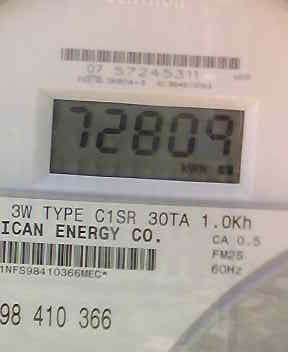 07 57245311
72809
3W TYPE C1SR 30TA 1.0Kh
ICAN ENERGY CO.
CA 0.5
FM2S
60Hz
1NFS98410366MEC*
98 410 366